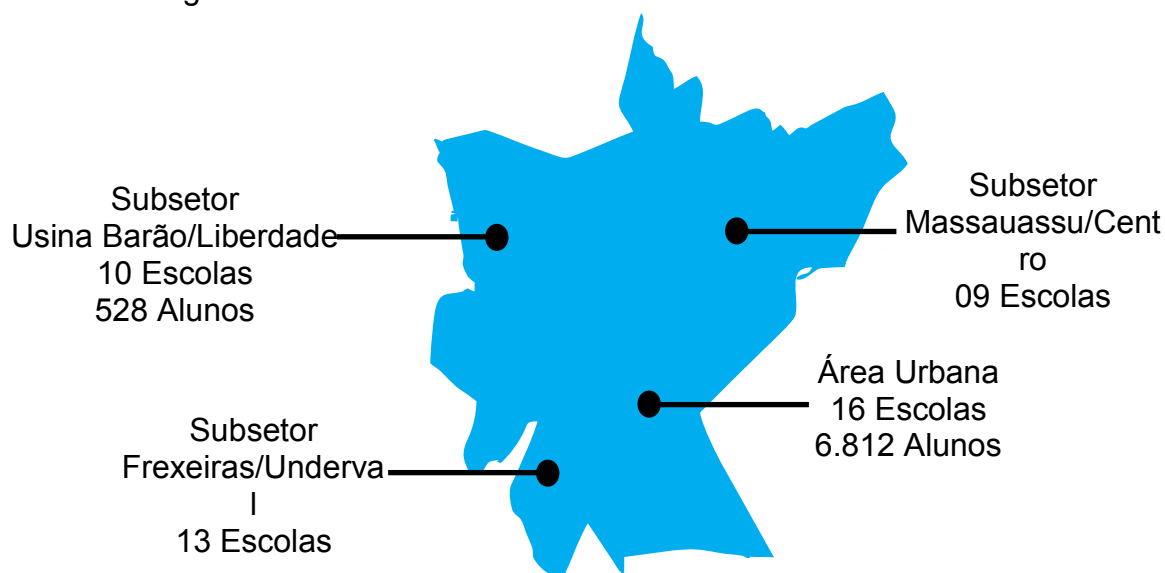 Subsetor
Usina Barão/Liberdade
10 Escolas
528 Alunos
Subsetor
Massauassu/Cent
ro
09 Escolas
Área Urbana
16 Escolas
6.812 Alunos
Subsetor
Frexeiras/Underva
l
13 Escolas